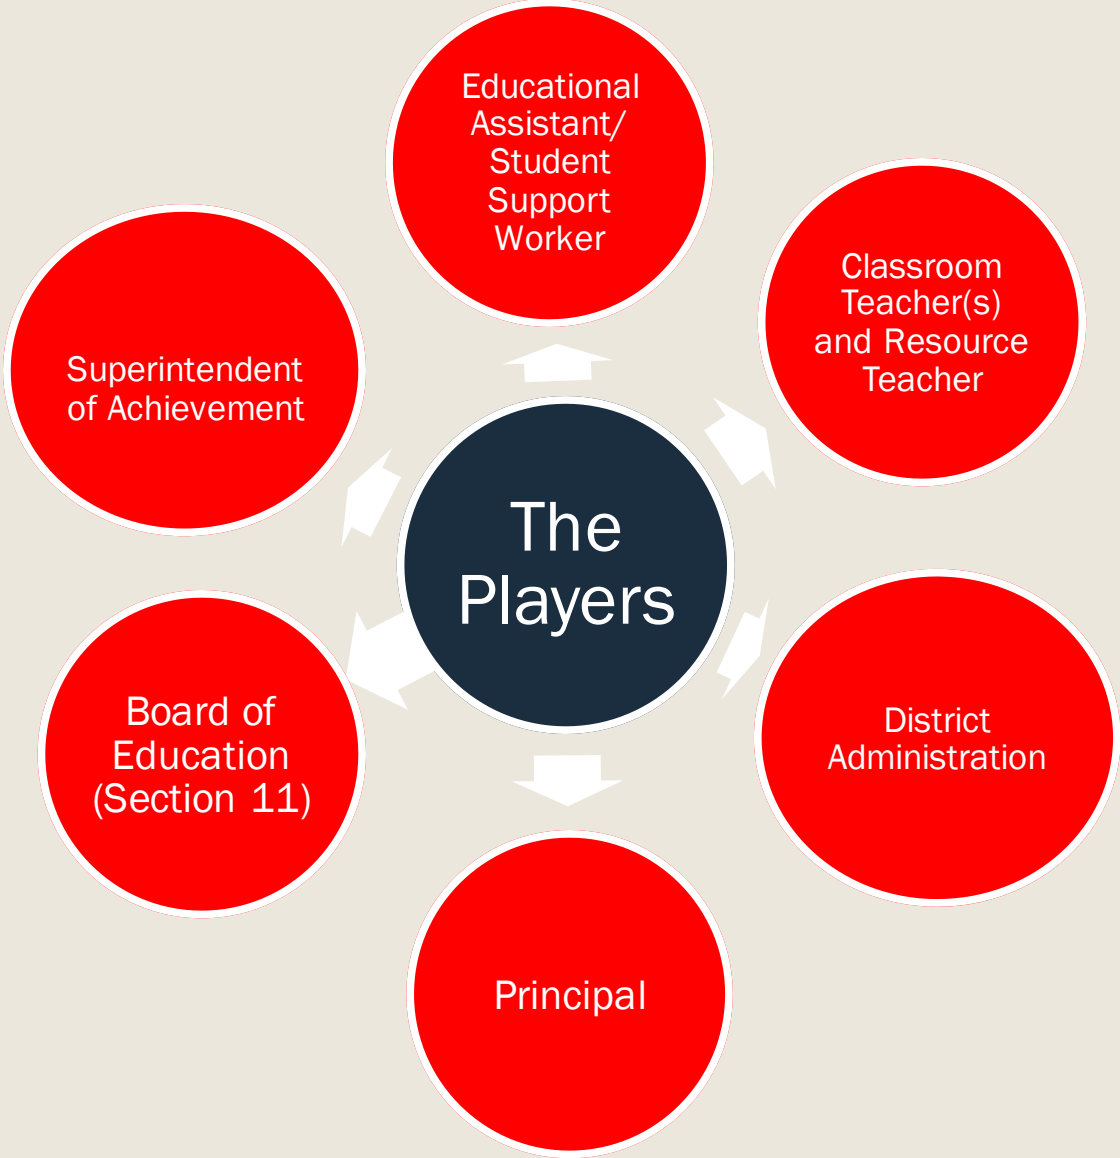 Educational
Assistant/
Student
Support
Worker
Classroom
Teacher(s)
and Resource
Teacher
Superintendent
of Achievement
The
Players
Board of
Education
(Section 11)
District
Administration
Principal